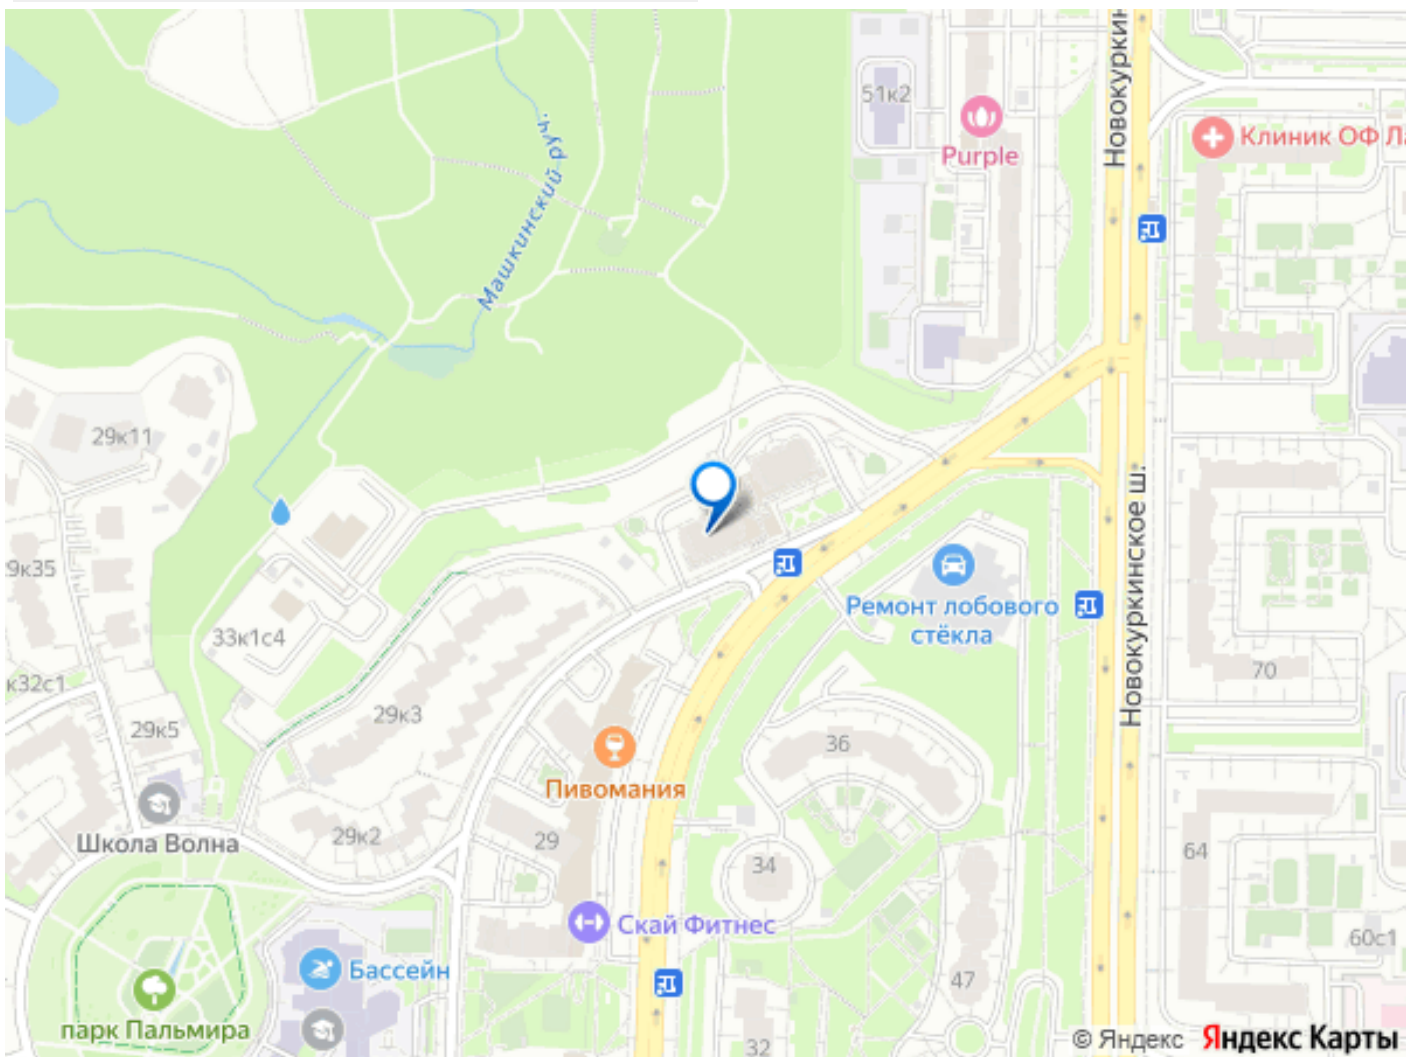 Новокуркин
51к2
Purple
Клиник ОФ Ла
Машкинский руч.
29к11
9к35
Ремонт лобового
стёкла
Новокуркинское ш.
33к1с4
к32с1
29к5
29к3
70
36
Пивомания
Школа Волна
29к2
29
34
64
Скай Фитнес
60с1
Бассейн
47
парк Пальмира
32
© Яндекс Яндекс Карты